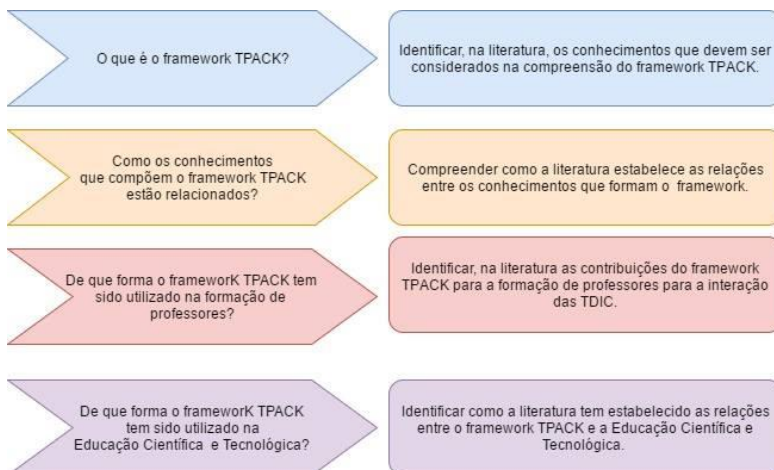 O que é o framework TPACK?
Identificar, na literatura, os conhecimentos que devem ser
considerados na compreensão do framework TPACK.
Como os conhecimentos
que compõem o framework TPACK
estão relacionados?
Compreender como a literatura estabelece as relações
entre os conhecimentos que formam o framework.
De que forma o frameworK TPACK tem
sido utilizado na formação de
professores?
Identificar, na literatura as contribuições do framework
TPACK para a formação de professores para a interação
das TDIC.
De que forma o frameworK TPACK
tem sido utilizado na
Educação Científica e Tecnológica?
Identificar como a literatura tem estabelecido as relações
entre o framework TPACK e a Educação Científica e
Tecnológica.